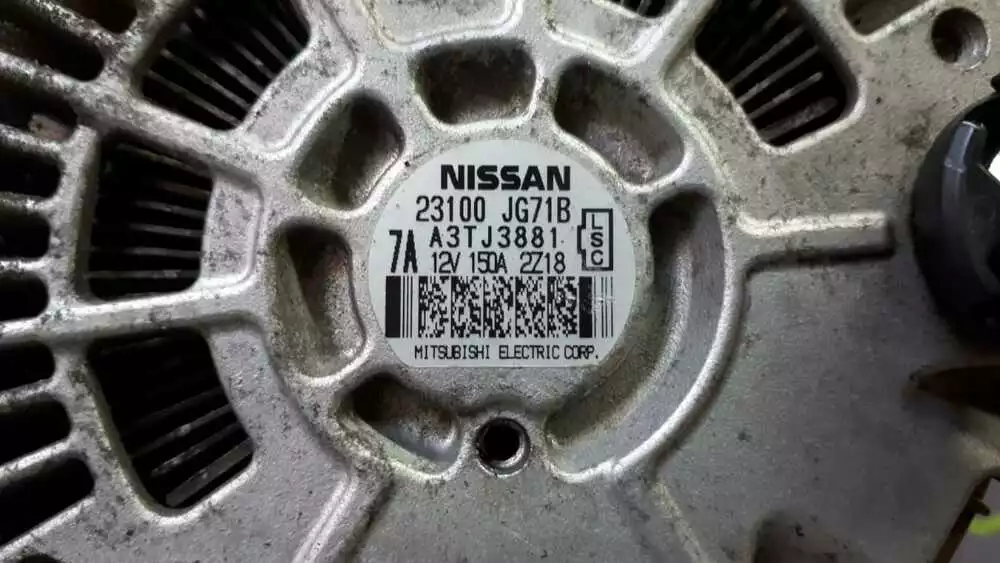 NISSAN
23100 JG71B
7A A3TJ3881
12V 150A 2Z18
LSC
MITSUBISHI ELECTRIC CORP.